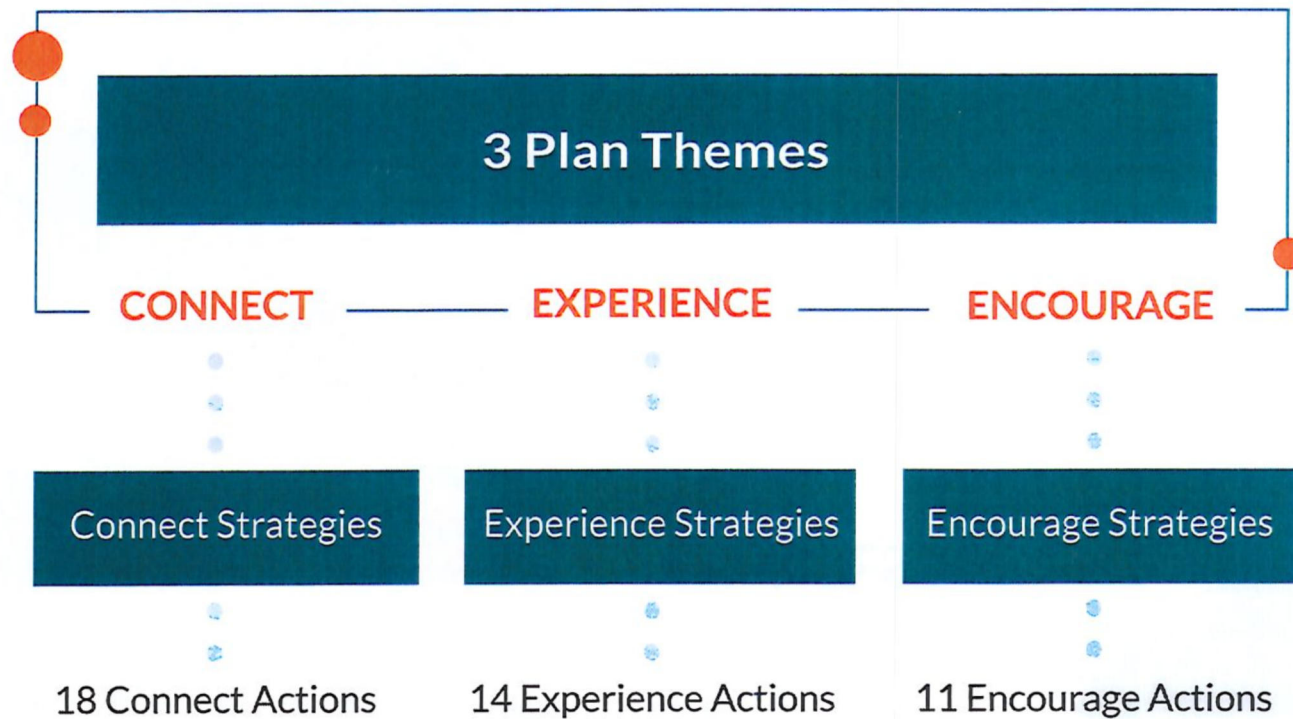 3 Plan Themes
CONNECT EXPERIENCE ENCOURAGE
Connect Strategies Experience Strategies Encourage Strategies
18 Connect Actions 14 Experience Actions 11 Encourage Actions